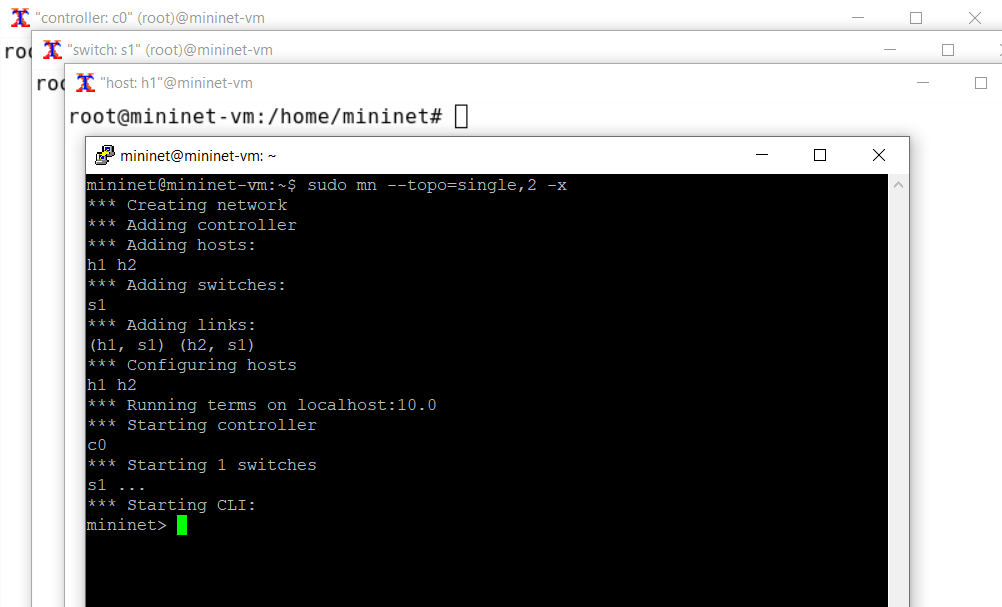 "controller: c0" (root)@mininet-vm
"switch: s1" (root)@mininet-vm
"host: h1"@mininet-vm
root@mininet-vm:/home/mininet#
mininet@mininet-vm: ~
mininet@mininet-vm:~$ sudo mn --topo=single,2 -x
*** Creating network
*** Adding controller
*** Adding hosts:
h1 h2
*** Adding switches:
s1
*** Adding links:
(h1, s1) (h2, s1)
*** Configuring hosts
h1 h2
*** Running terms on localhost:10.0
*** Starting controller
c0
*** Starting 1 switches
s1 ...
*** Starting CLI:
mininet>